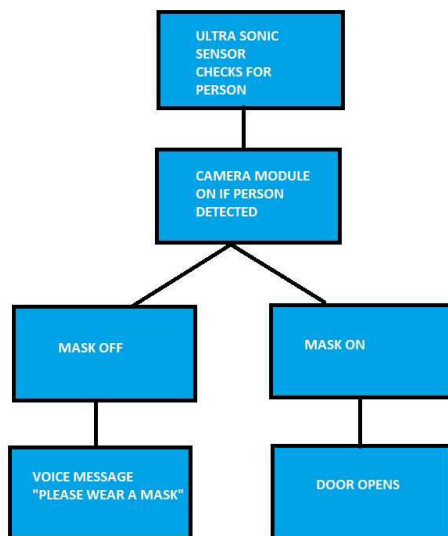 ULTRA SONIC
SENSOR
CHECKS FOR
PERSON
CAMERA MODULE
ON IF PERSON
DETECTED
MASK OFF
MASK ON
VOICE MESSAGE
"PLEASE WEAR A MASK"
DOOR OPENS